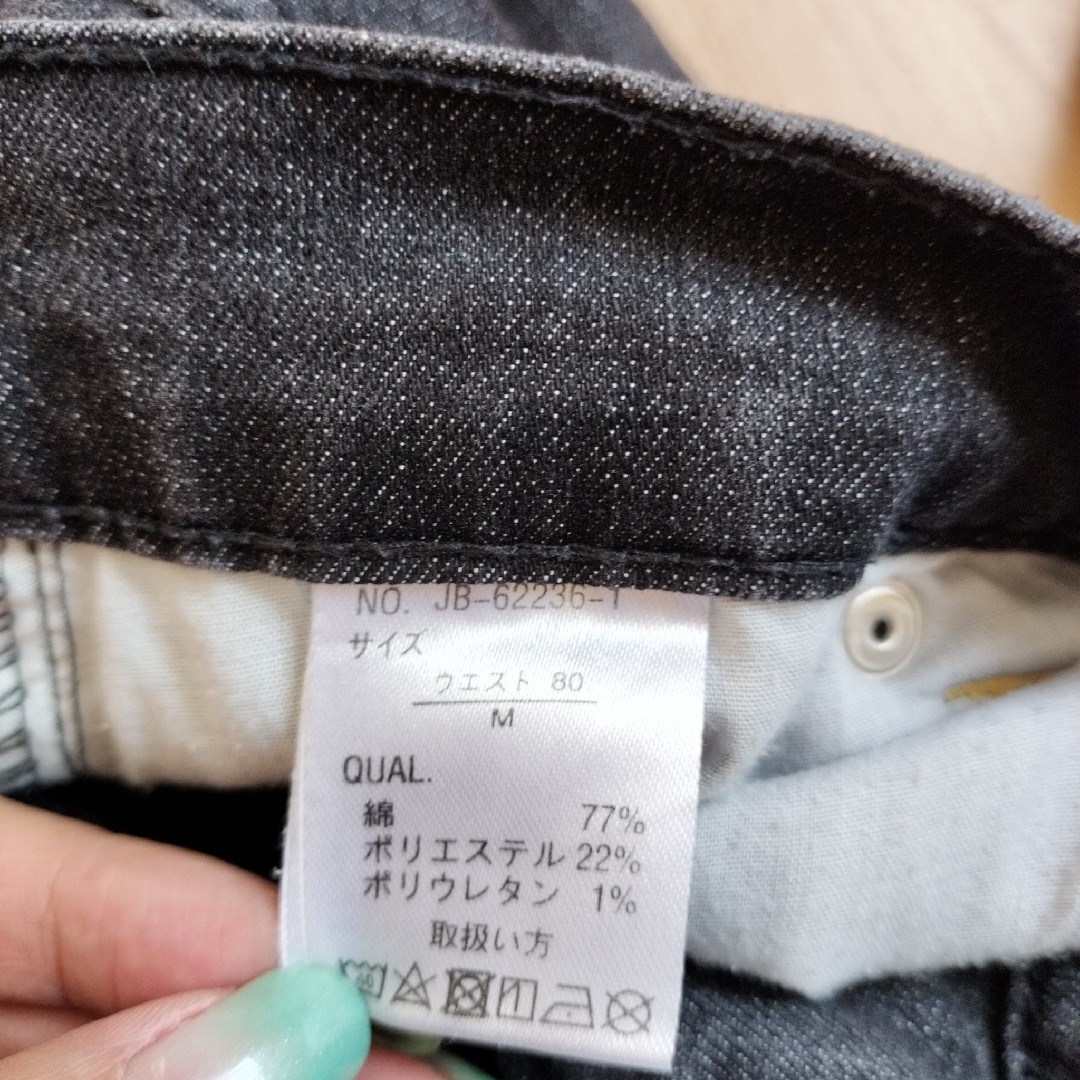 NO. JB-62236-1
サイズ
ウエスト 80
M
QUAL.
綿 77%
ポリエステル 22%
ポリウレタン 1%
取扱い方